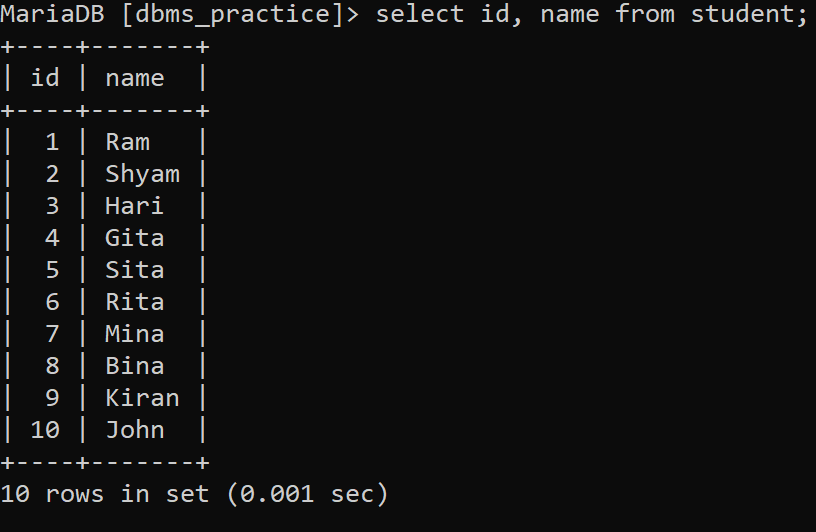 MariaDB [dbms_practice]> select id, name from student;
+----+-------+
| id | name  |
+----+-------+
|  1 | Ram   |
|  2 | Shyam |
|  3 | Hari  |
|  4 | Gita  |
|  5 | Sita  |
|  6 | Rita  |
|  7 | Mina  |
|  8 | Bina  |
|  9 | Kiran |
| 10 | John  |
+----+-------+
10 rows in set (0.001 sec)